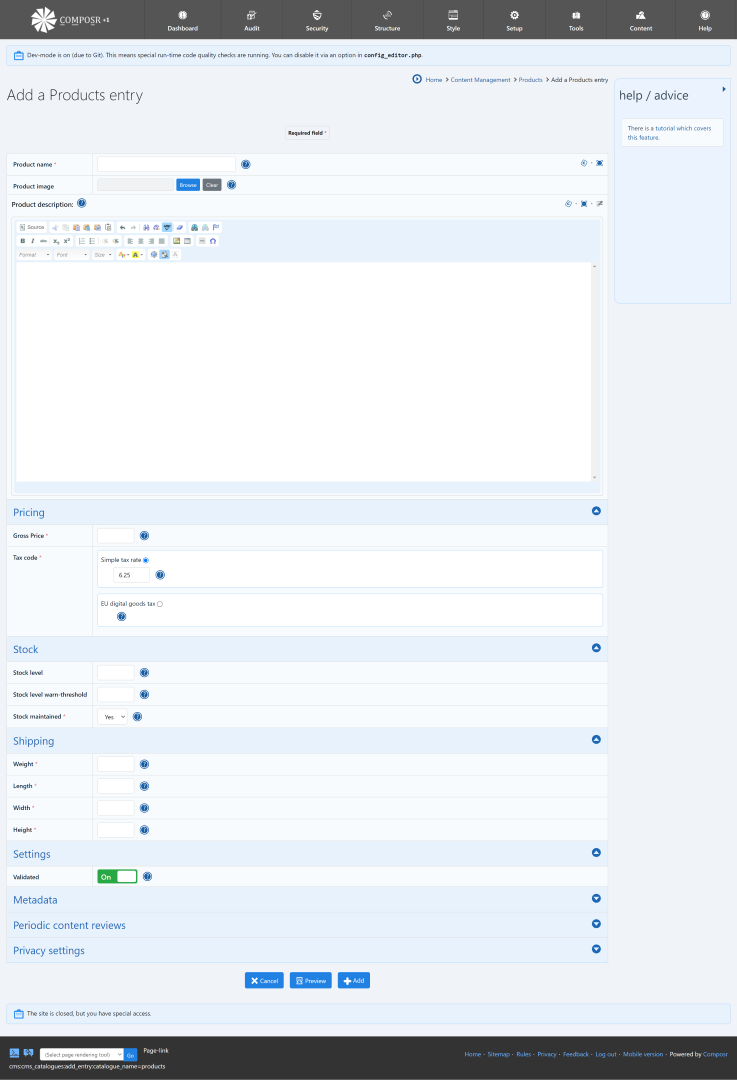 COMPOSR +1
Dashboard Audit Security Structure Style Setup Tools Content Help
Dev-mode is on (due to Git). This means special run-time code quality checks are running. You can disable it via an option in config_editor.php.
Home > Content Management > Products > Add a Products entry
Add a Products entry
Required field *
Product name *
Product image Browse Clear
Product description:
Source
Format Font Size
Pricing
Gross Price *
Tax code * Simple tax rate
6.25
EU digital goods tax
Stock
Stock level
Stock level warn-threshold
Stock maintained * Yes
Shipping
Weight *
Length *
Width *
Height *
Settings
Validated On
Metadata
Periodic content reviews
Privacy settings
Cancel Preview Add
help / advice
There is a tutorial which covers
this feature.
The site is closed, but you have special access.
(Select page rendering tool) Go Page-link
cms:cms_catalogues:add_entry:catalogue_name=products
Home - Sitemap - Rules - Privacy - Feedback - Log out - Mobile version - Powered by Composr